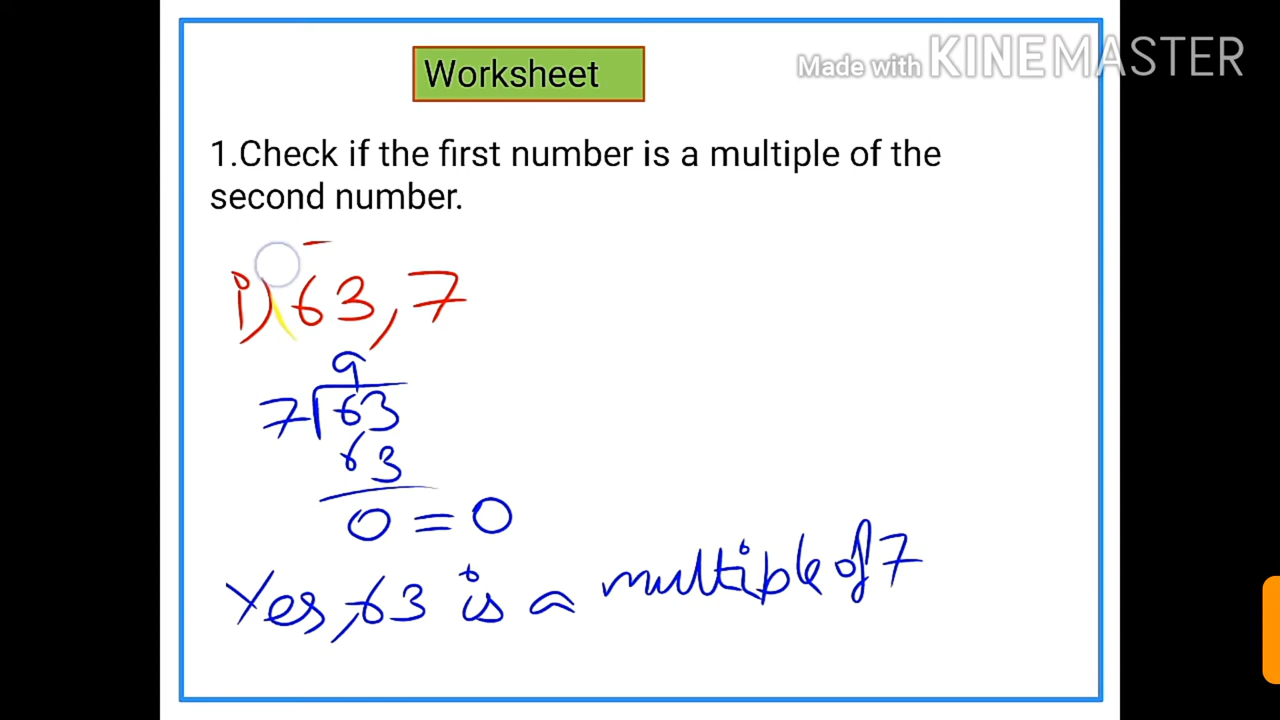 Worksheet
Made with KINEMASTER
1.Check if the first number is a multiple of the
second number.
i) 63, 7
9
7 63
63
0 = 0
Yes, 63 is a multiple of 7